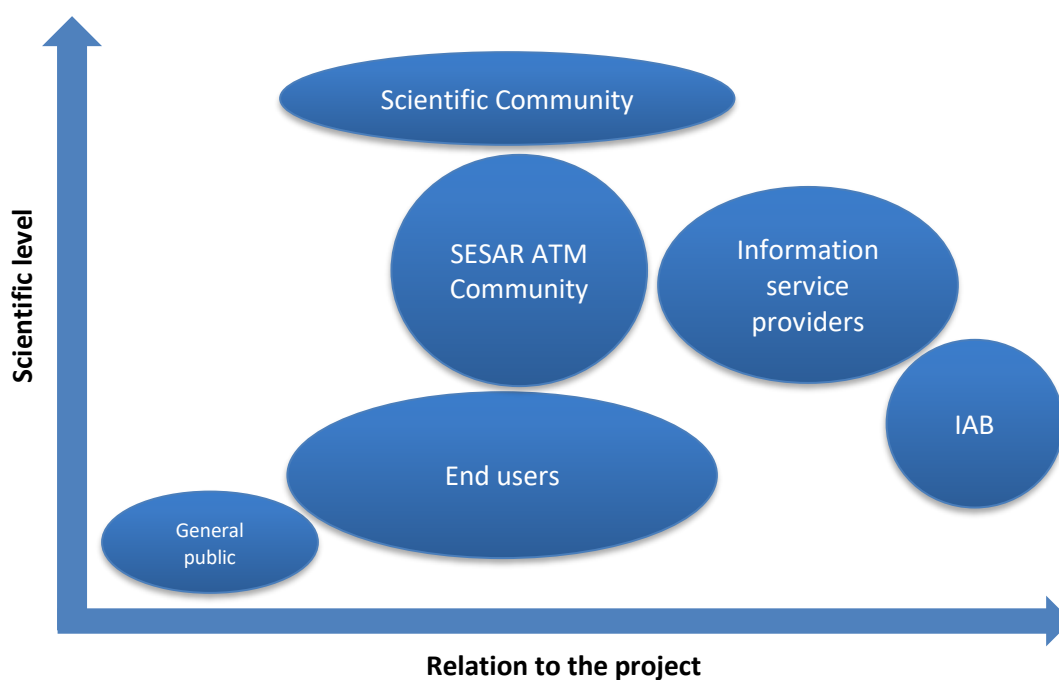 Scientific Community
SESAR ATM
Community
Information
service
providers
IAB
End users
General
public
Scientific level
Relation to the project